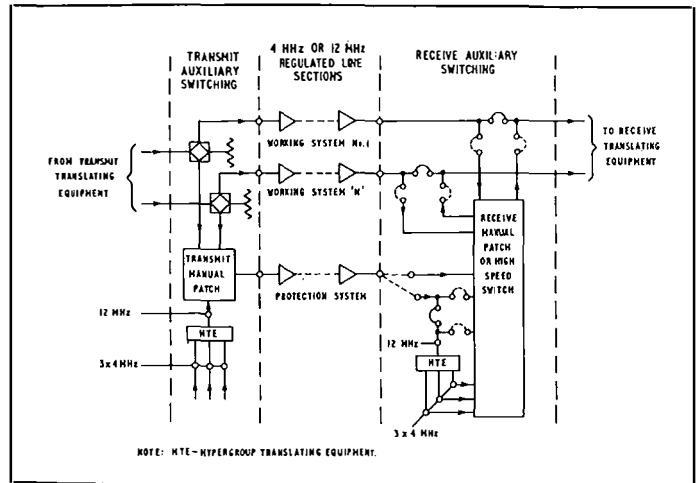 TRANSMIT
AUXILIARY
SWITCHING
4 MHz OR 12 MHz
REGULATED LINE
SECTIONS
RECEIVE AUXILIARY
SWITCHING
FROM TRANSMIT
TRANSLATING
EQUIPMENT
WORKING SYSTEM No.1
TO RECEIVE
TRANSLATING
EQUIPMENT
WORKING SYSTEM 'N'
TRANSMIT
MANUAL
PATCH
PROTECTION SYSTEM
RECEIVE
MANUAL
PATCH
OR HIGH
SPEED
SWITCH
12 MHz
HTE
3 x 4 MHz
12 MHz
HTE
3 x 4 MHz
NOTE: HTE-HYPERGROUP TRANSLATING EQUIPMENT.